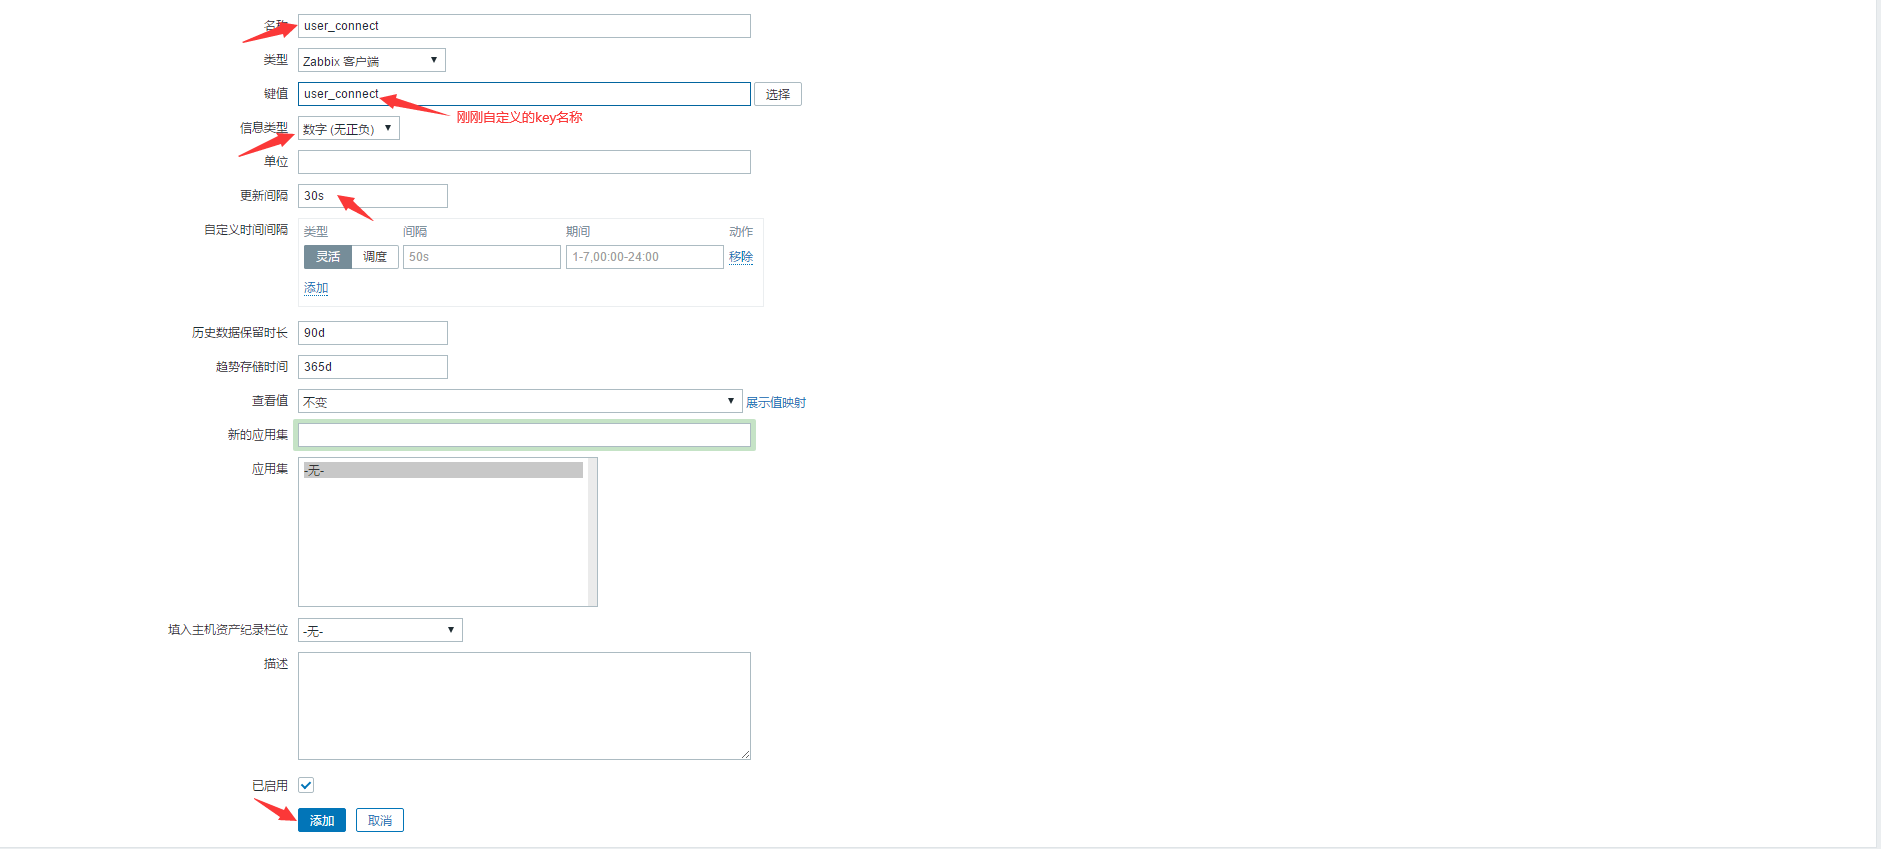 名称 user_connect
类型 Zabbix 客户端
键值 user_connect 选择
刚刚自定义的key名称
信息类型 数字 (无正负)
单位
更新间隔 30s
自定义时间间隔 类型 间隔 期间 动作
灵活 调度 50s 1-7,00:00-24:00 移除
添加
历史数据保留时长 90d
趋势存储时间 365d
查看值 不变 展示值映射
新的应用集
应用集 -无-
填入主机资产纪录栏位 -无-
描述
已启用
添加 取消